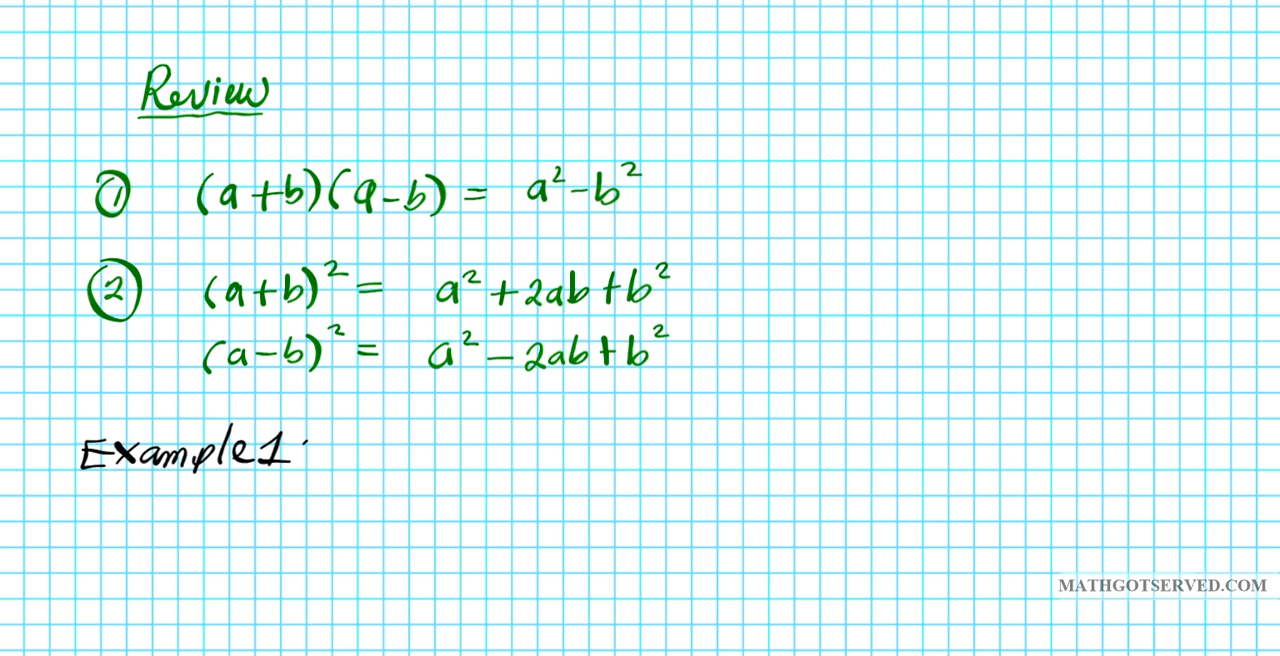 Review
① (a+b)(a-b) = a²-b²
② (a+b)² = a²+2ab+b²
(a-b)² = a²-2ab+b²
Example 1
MATHGOTSERVED.COM